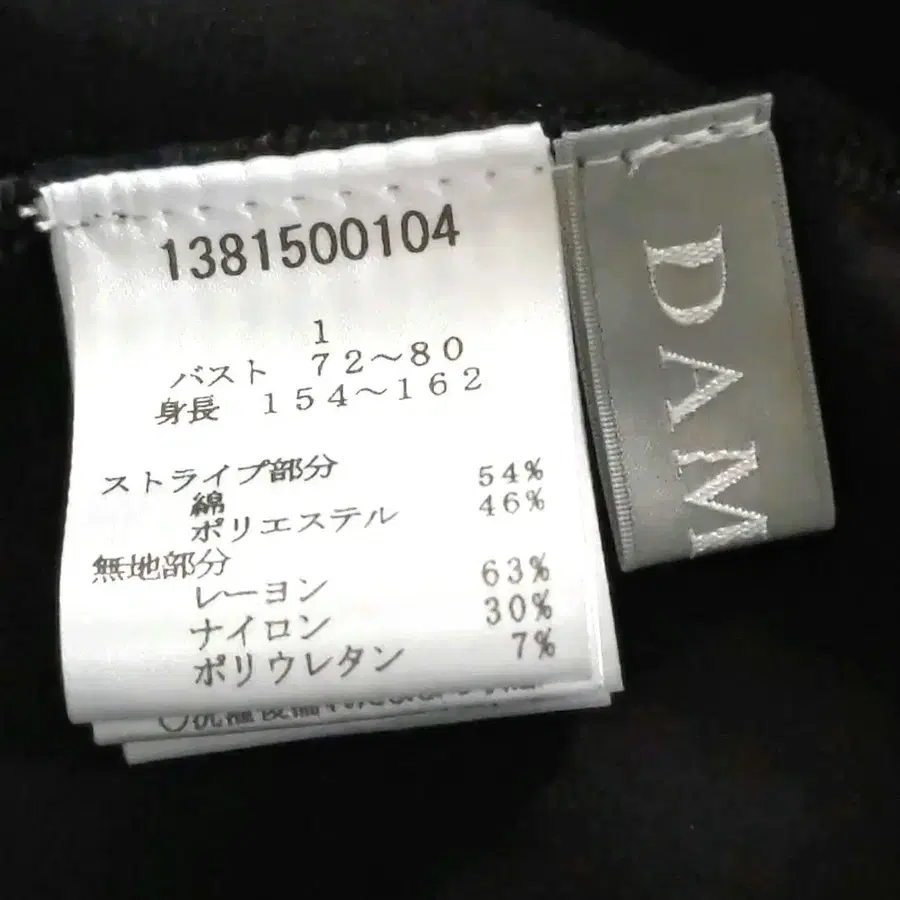 1381500104
1
バスト 72～80
身長 154～162
ストライプ部分
綿 54%
ポリエステル 46%
無地部分
レーヨン 63%
ナイロン 30%
ポリウレタン 7%
DAM